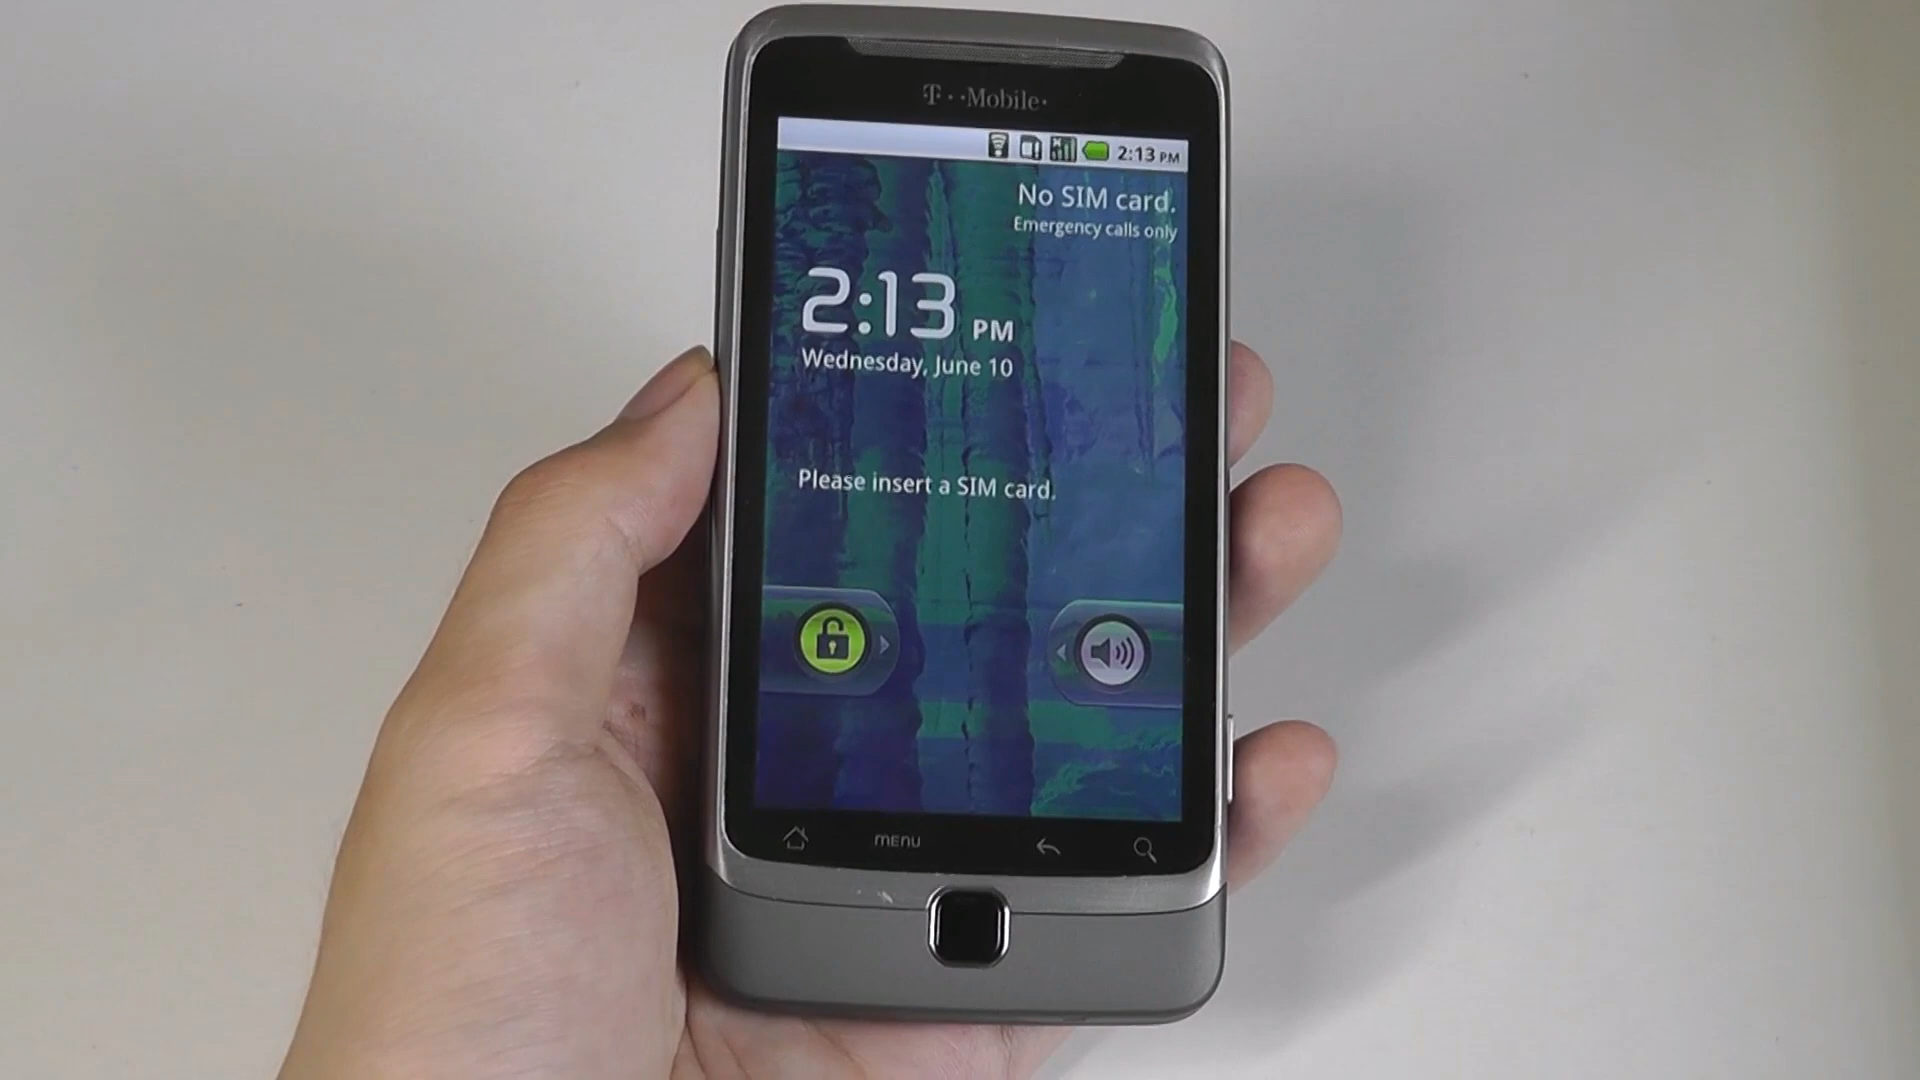 T··Mobile·
2:13 PM
No SIM card.
Emergency calls only
2:13 PM
Wednesday, June 10
Please insert a SIM card.
MENU